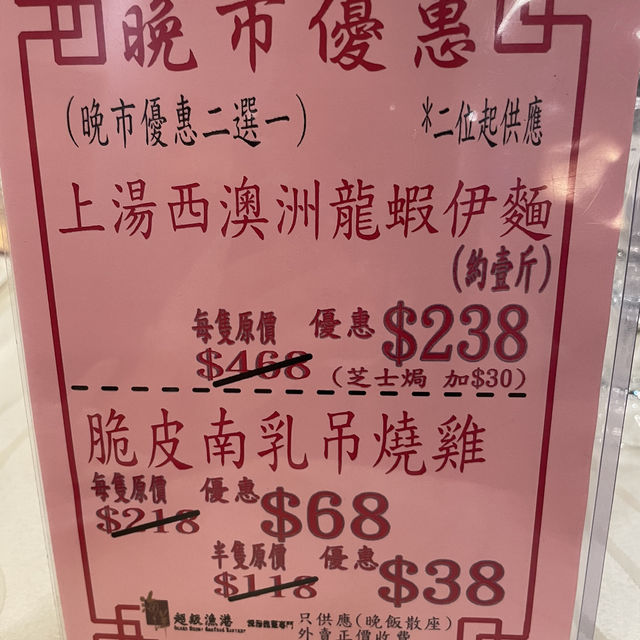 晚市優惠
(晚市優惠二選一) *二位起供應
上湯西澳洲龍蝦伊麵
(約壹斤)
每隻原價 $468 優惠 $238
(芝士焗 加$30)
脆皮南乳吊燒雞
每隻原價 $218 優惠 $68
半隻原價 $118 優惠 $38
超級漁港 只供應(晚飯散座)
外賣正價收費